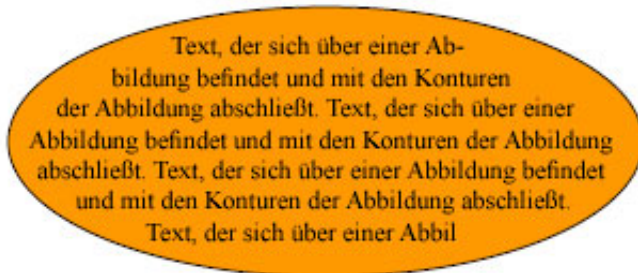 Text, der sich über einer Ab-
bildung befindet und mit den Konturen
der Abbildung abschließt. Text, der sich über einer
Abbildung befindet und mit den Konturen der Abbildung
abschließt. Text, der sich über einer Abbildung befindet
und mit den Konturen der Abbildung abschließt.
Text, der sich über einer Abbil